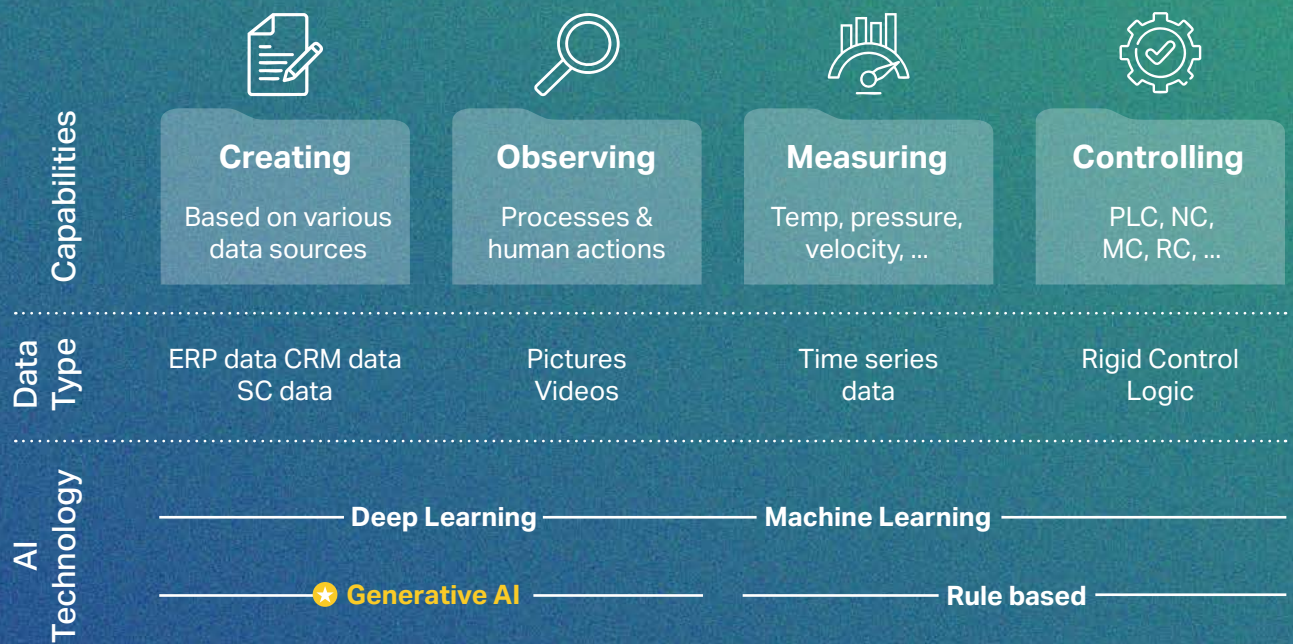 Capabilities
Creating
Based on various
data sources
Observing
Processes &
human actions
Measuring
Temp, pressure,
velocity, ...
Controlling
PLC, NC,
MC, RC, ...
Data
Type
ERP data CRM data
SC data
Pictures
Videos
Time series
data
Rigid Control
Logic
AI
Technology
Deep Learning
Machine Learning
Generative AI
Rule based